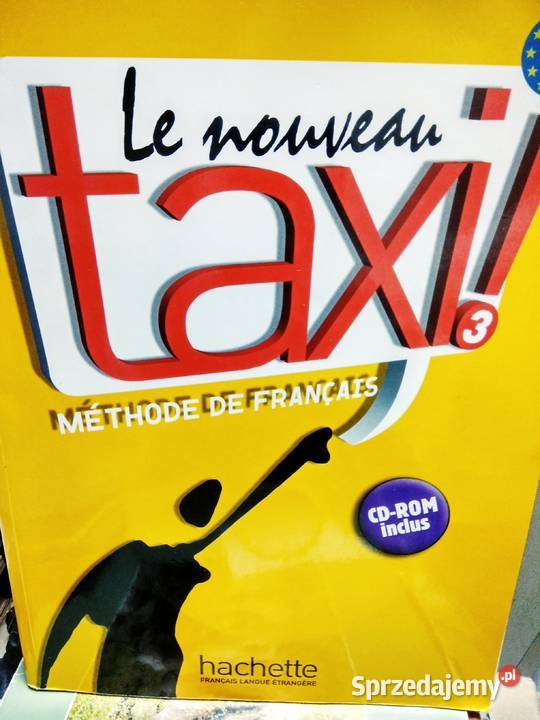 Le nouveau
taxi!
3
MÉTHODE DE FRANÇAIS
CD-ROM
inclus
hachette
FRANÇAIS LANGUE ÉTRANGÈRE
Sprzedajemy.pl